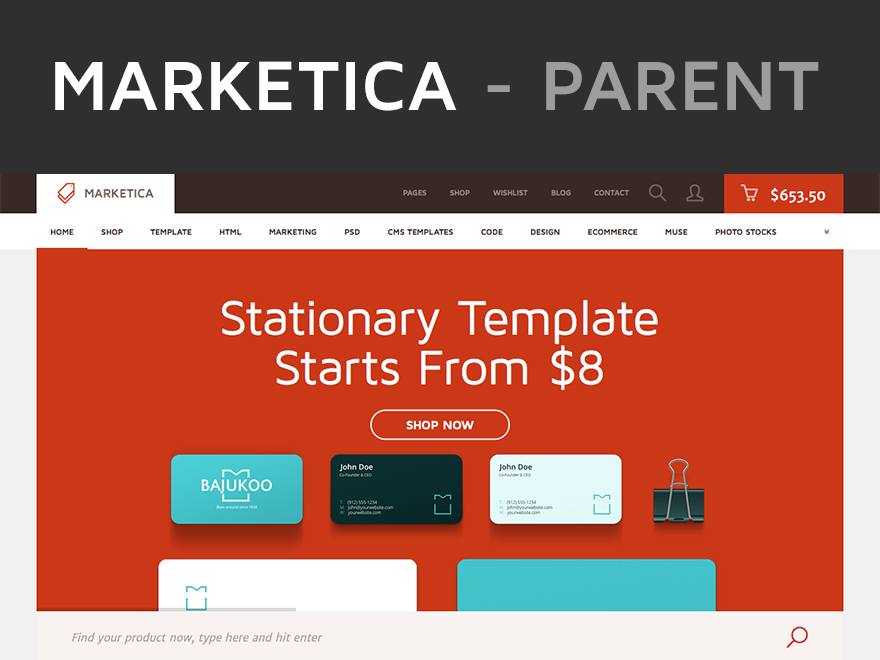 MARKETICA - PARENT
MARKETICA
PAGES SHOP WISHLIST BLOG CONTACT $653.50
HOME SHOP TEMPLATE HTML MARKETING PSD CMS TEMPLATES CODE DESIGN ECOMMERCE MUSE PHOTO STOCKS
Stationary Template
Starts From $8
SHOP NOW
BAJUKOO
Been around since 1938
John Doe
Co-Founder & CEO
T: (912) 555-1234
M: john@yourwebsite.com
W: yourwebsite.com
John Doe
Co-Founder & CEO
T: (912) 555-1234
M: john@yourwebsite.com
W: yourwebsite.com
Find your product now, type here and hit enter